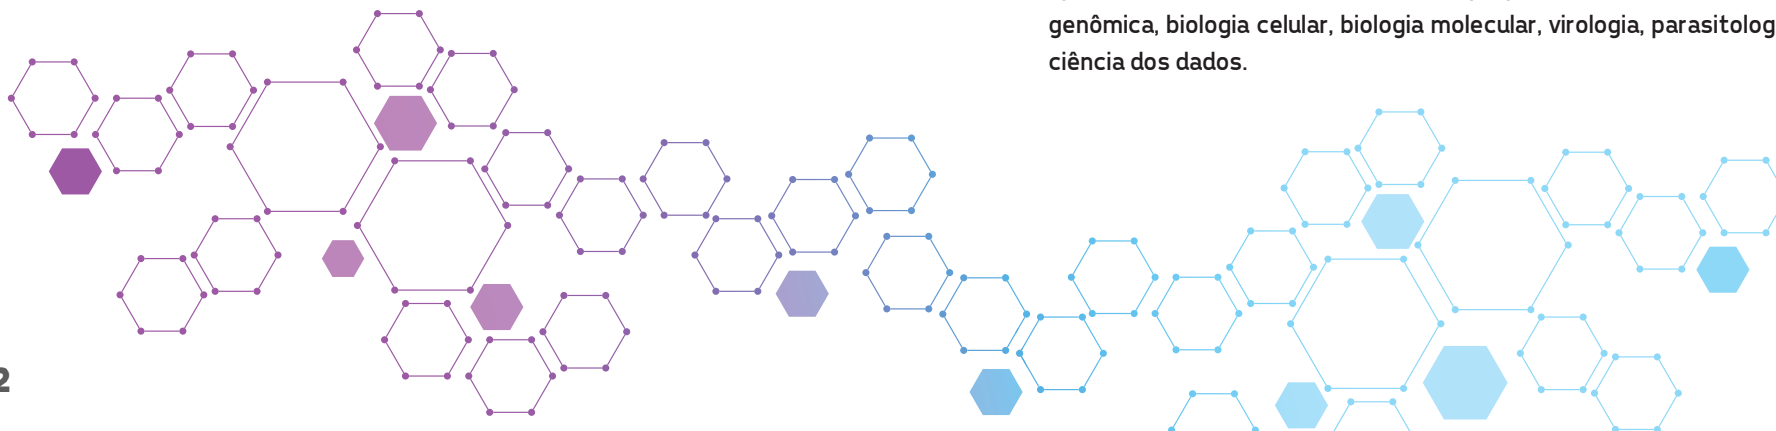 genômica, biologia celular, biologia molecular, virologia, parasitolog
ciência dos dados.
2